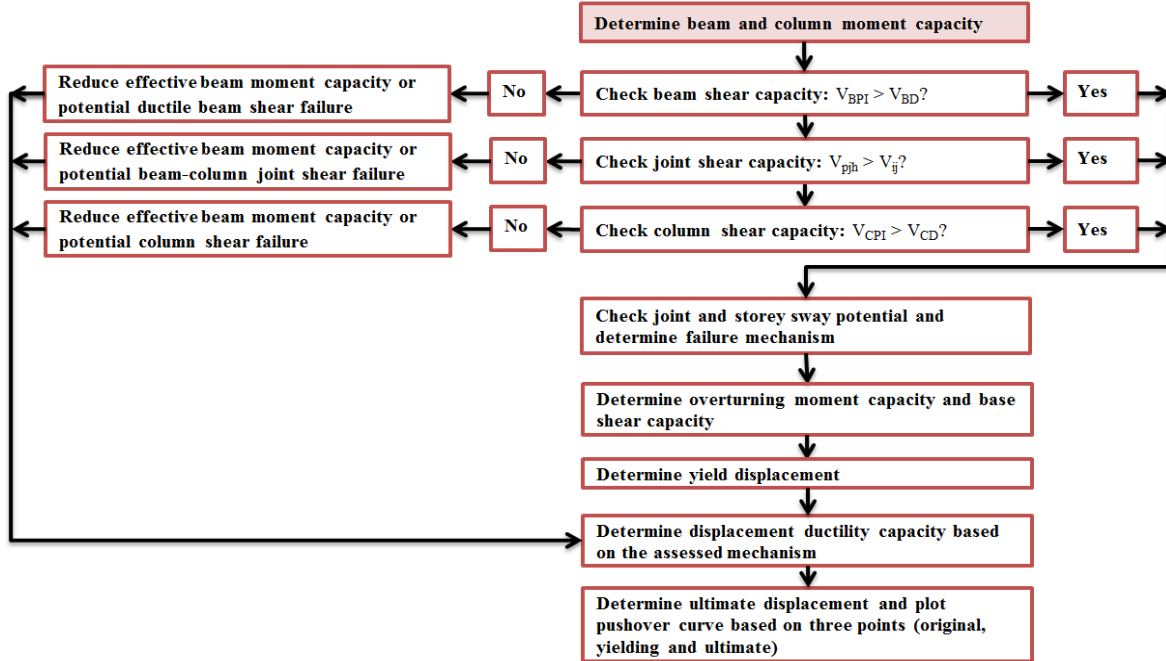 Determine beam and column moment capacity
Reduce effective beam moment capacity or
potential ductile beam shear failure
No
Check beam shear capacity: V_BPI > V_BD?
Yes
Reduce effective beam moment capacity or
potential beam-column joint shear failure
No
Check joint shear capacity: V_pjh > V_ij?
Yes
Reduce effective beam moment capacity or
potential column shear failure
No
Check column shear capacity: V_CPI > V_CD?
Yes
Check joint and storey sway potential and
determine failure mechanism
Determine overturning moment capacity and base
shear capacity
Determine yield displacement
Determine displacement ductility capacity based
on the assessed mechanism
Determine ultimate displacement and plot
pushover curve based on three points (original,
yielding and ultimate)